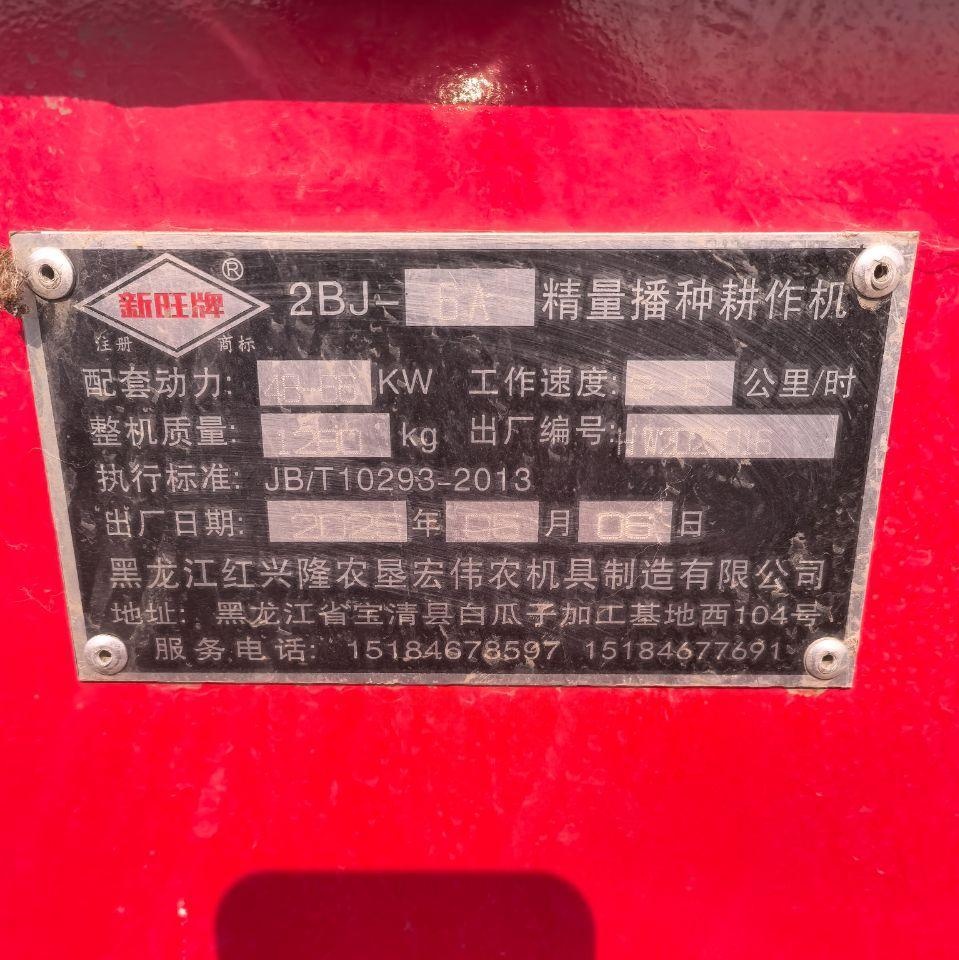 新旺牌®
注册 商标
2BJ-6A 精量播种耕作机
配套动力: KW 工作速度: 公里/时
整机质量: 1280 kg 出厂编号:
执行标准: JB/T10293-2013
出厂日期: 年 月 06 日
黑龙江红兴隆农垦宏伟农机具制造有限公司
地址: 黑龙江省宝清县白瓜子加工基地西104号
服务电话: 15184678597 15184677691